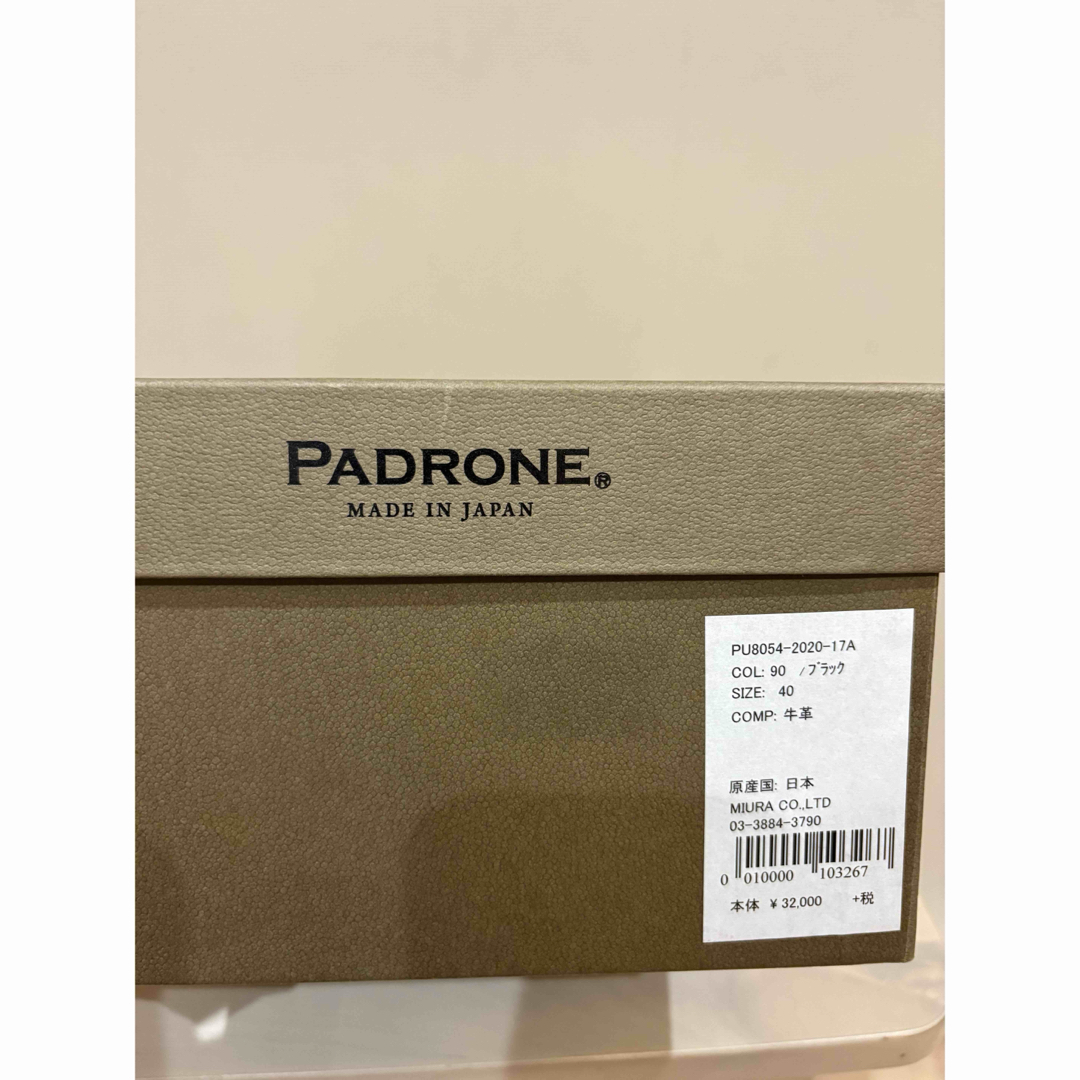 PADRONE®
MADE IN JAPAN
PU8054-2020-17A
COL: 90 /ﾌﾞﾗｯｸ
SIZE: 40
COMP: 牛革
原産国: 日本
MIURA CO.,LTD
03-3884-3790
0 010000 103267
本体 ¥ 32,000 +税